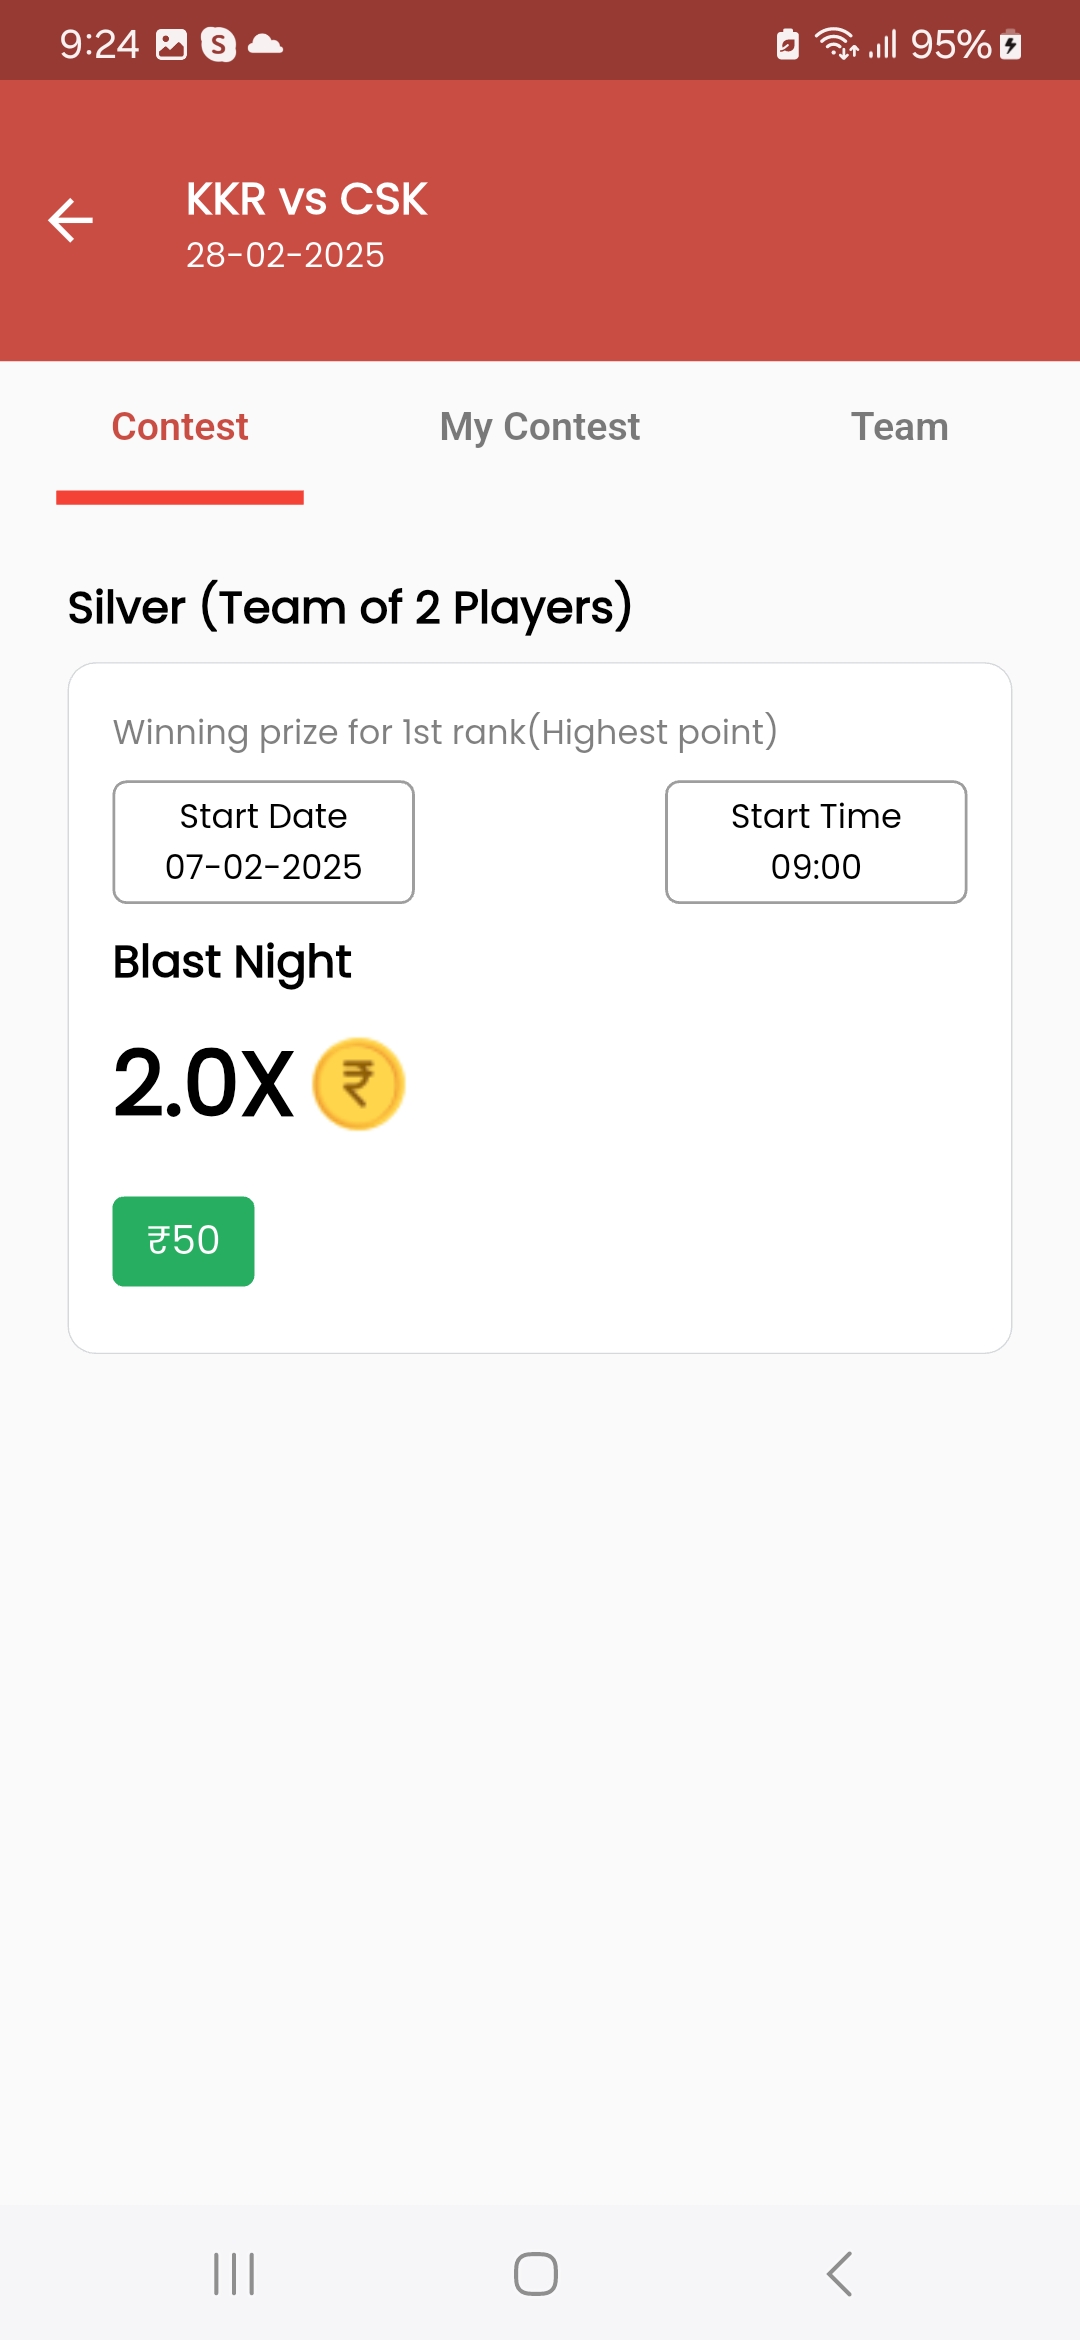 9:24 S 95%
KKR vs CSK
28-02-2025
Contest My Contest Team
Silver (Team of 2 Players)
Winning prize for 1st rank(Highest point)
Start Date Start Time
07-02-2025 09:00
Blast Night
2.0X ₹
₹50